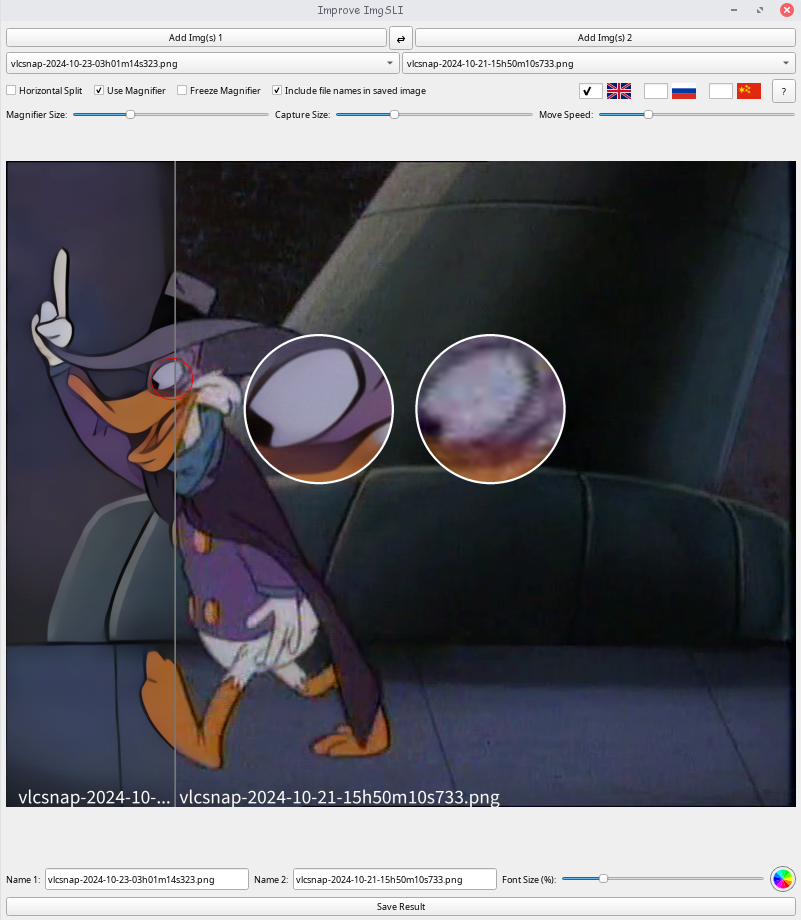 Improve ImgSLI
Add Img(s) 1
Add Img(s) 2
vlcsnap-2024-10-23-03h01m14s323.png
vlcsnap-2024-10-21-15h50m10s733.png
Horizontal Split
Use Magnifier
Freeze Magnifier
Include file names in saved image
?
Magnifier Size:
Capture Size:
Move Speed:
vlcsnap-2024-10-...
vlcsnap-2024-10-21-15h50m10s733.png
Name 1:
vlcsnap-2024-10-23-03h01m14s323.png
Name 2:
vlcsnap-2024-10-21-15h50m10s733.png
Font Size (%):
Save Result